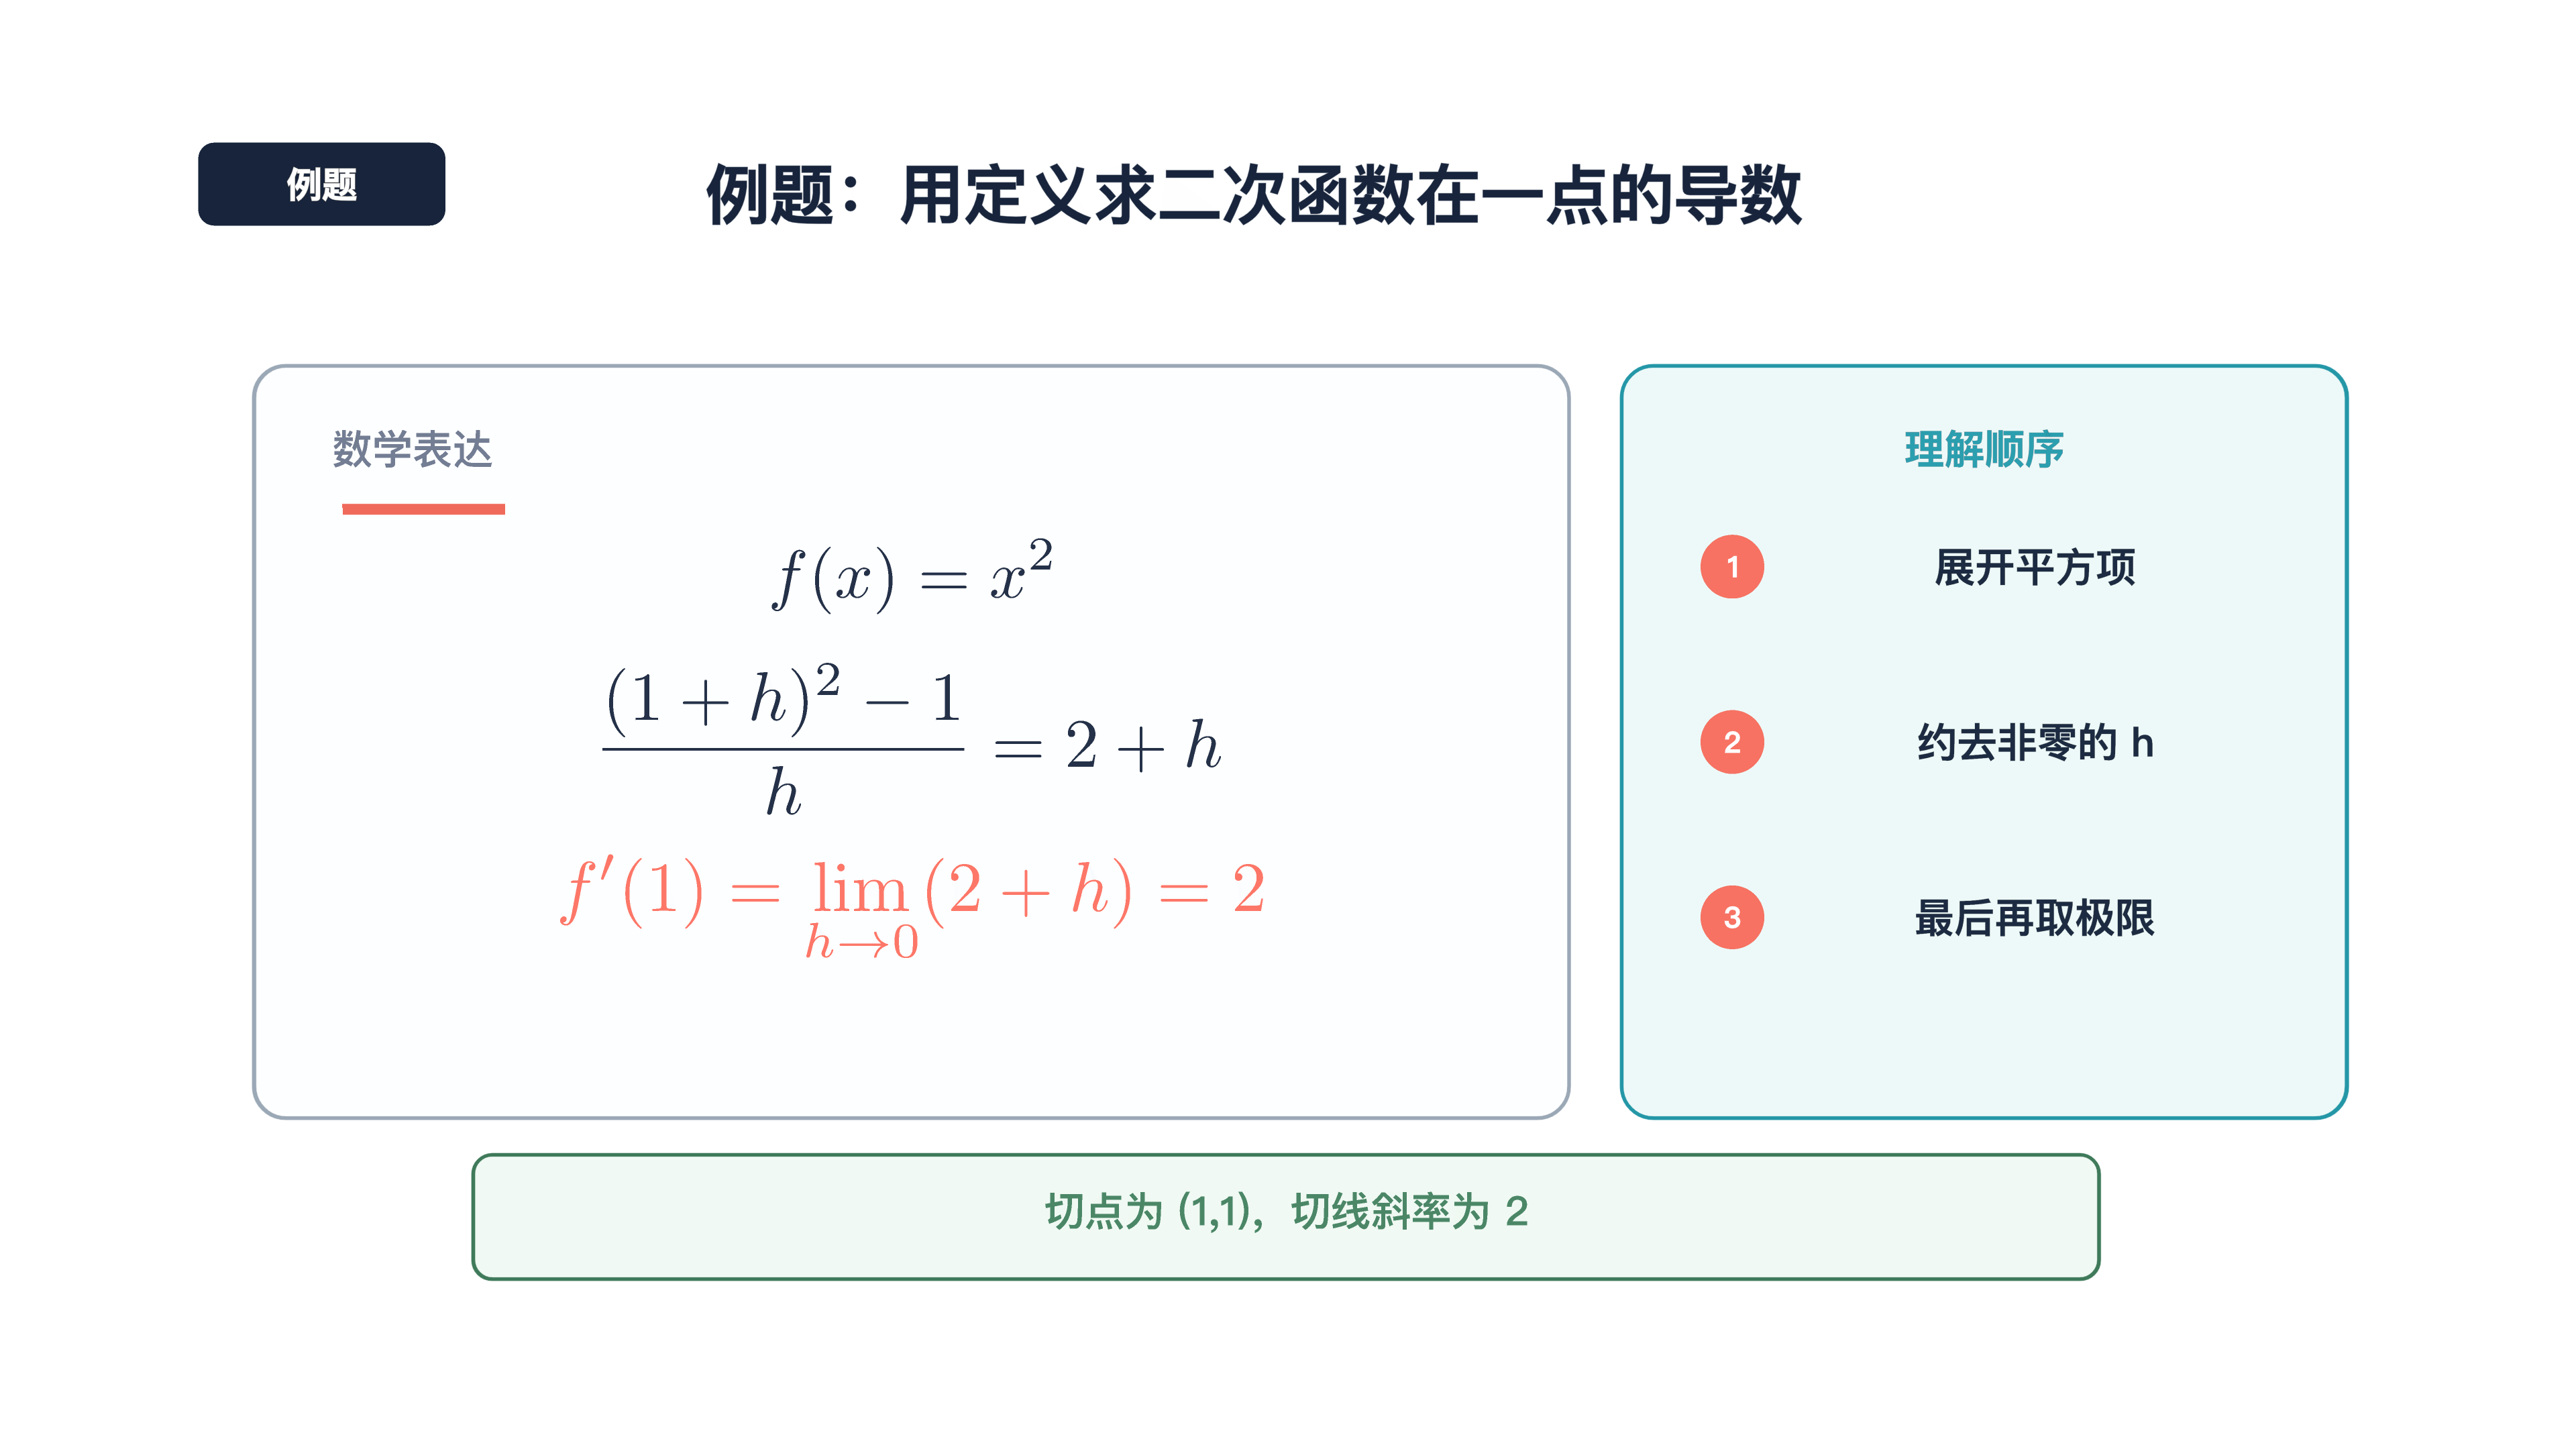 例题
例题：用定义求二次函数在一点的导数
数学表达
f(x) = x²
((1 + h)² − 1) / h = 2 + h
f′(1) = lim_{h→0} (2 + h) = 2
理解顺序
1 展开平方项
2 约去非零的 h
3 最后再取极限
切点为 (1,1)，切线斜率为 2